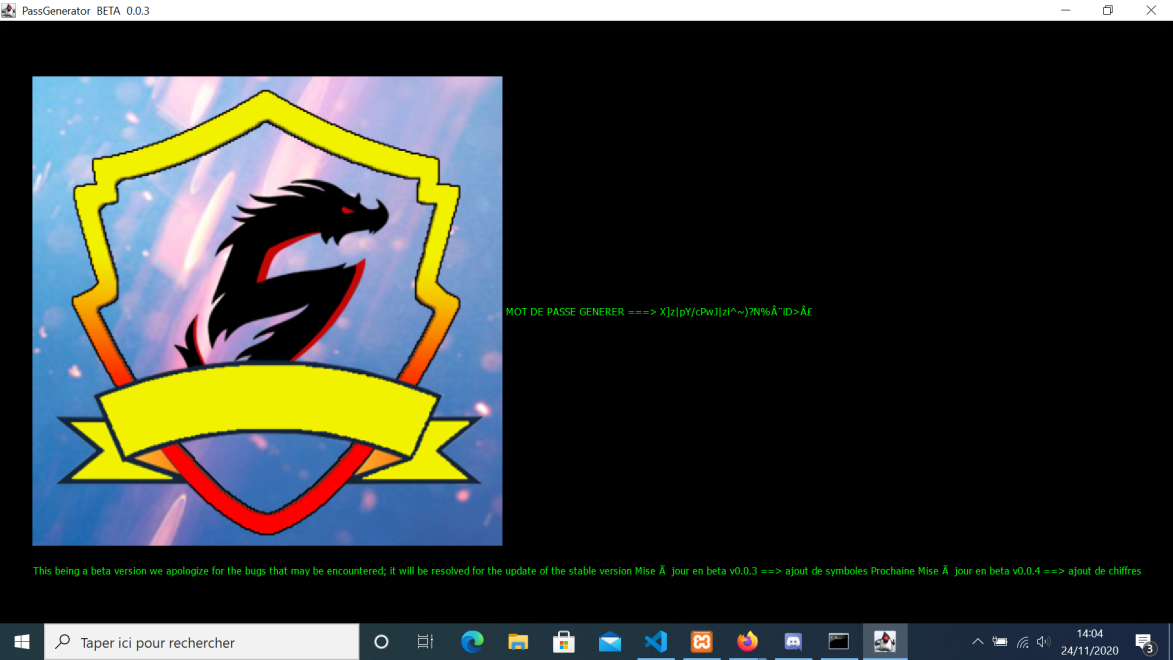 PassGenerator BETA 0.0.3
MOT DE PASSE GENERER ===> X]z|pY/cPwJ|zi^~)?N%Â¨iD>Â£
This being a beta version we apologize for the bugs that may be encountered; it will be resolved for the update of the stable version Mise Ã  jour en beta v0.0.3 ==> ajout de symboles Prochaine Mise Ã  jour en beta v0.0.4 ==> ajout de chiffres
Taper ici pour rechercher
14:04
24/11/2020
3